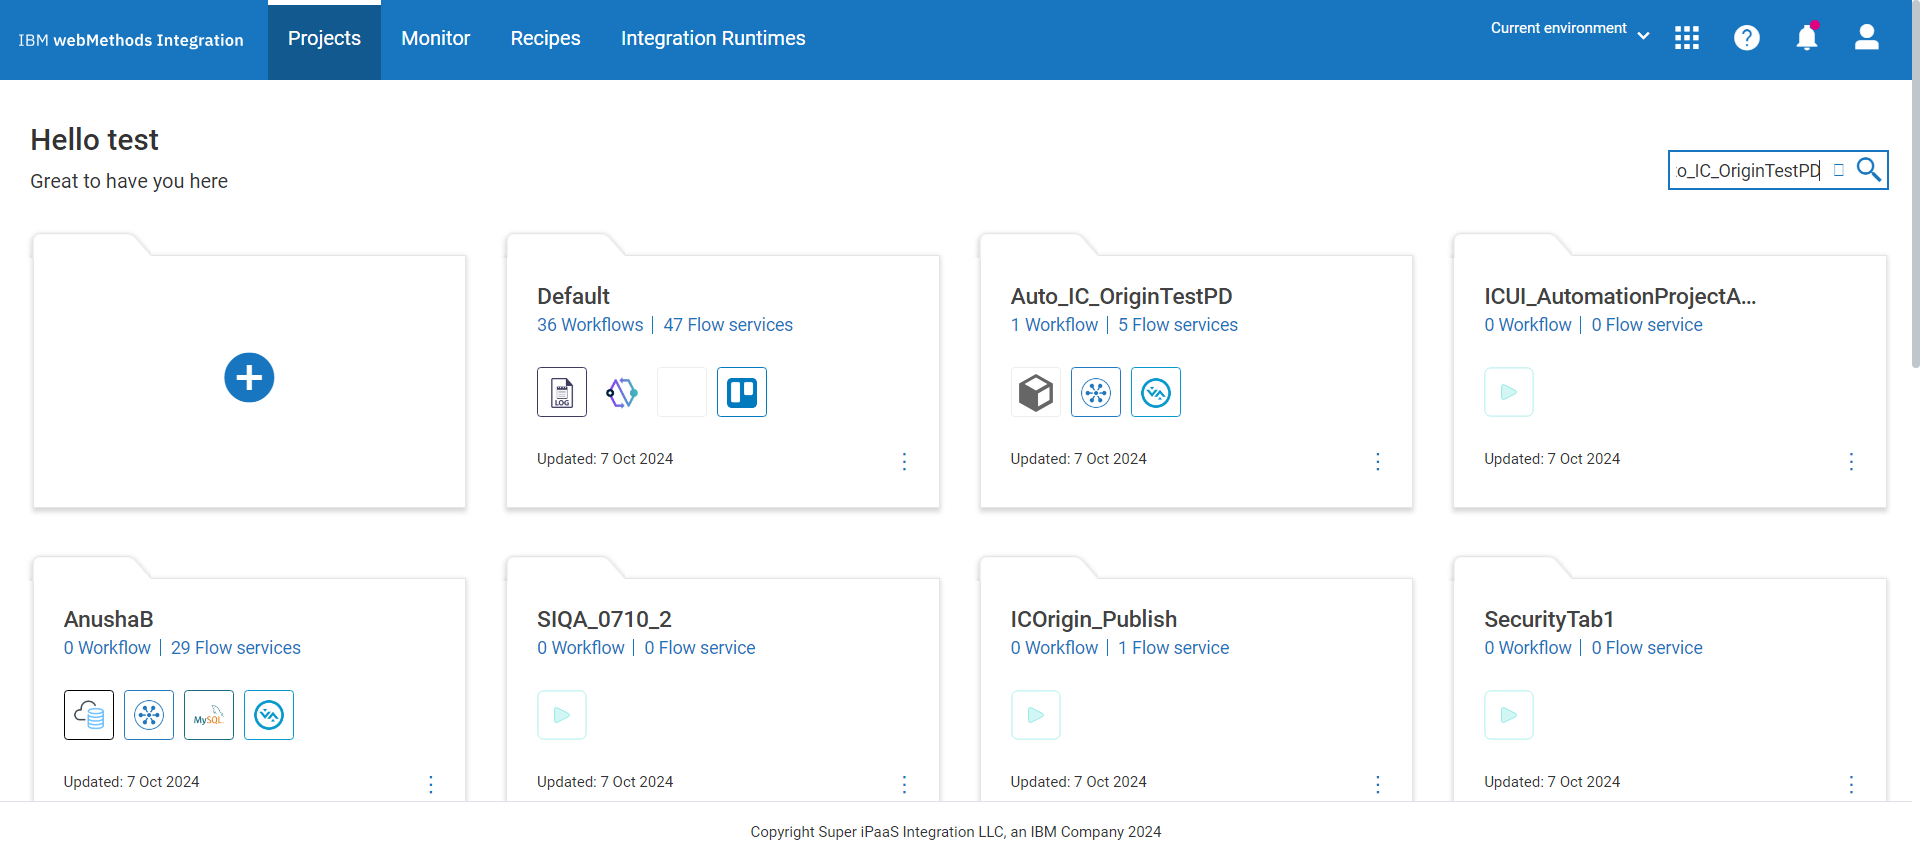 IBM webMethods Integration
Projects
Monitor
Recipes
Integration Runtimes
Current environment
?
Hello test
Great to have you here
o_IC_OriginTestPD
Default
36 Workflows | 47 Flow services
LOG
Updated: 7 Oct 2024
Auto_IC_OriginTestPD
1 Workflow | 5 Flow services
Updated: 7 Oct 2024
ICUI_AutomationProjectA...
0 Workflow | 0 Flow service
Updated: 7 Oct 2024
AnushaB
0 Workflow | 29 Flow services
MySQL
Updated: 7 Oct 2024
SIQA_0710_2
0 Workflow | 0 Flow service
Updated: 7 Oct 2024
ICOrigin_Publish
0 Workflow | 1 Flow service
Updated: 7 Oct 2024
SecurityTab1
0 Workflow | 0 Flow service
Updated: 7 Oct 2024
Copyright Super iPaaS Integration LLC, an IBM Company 2024